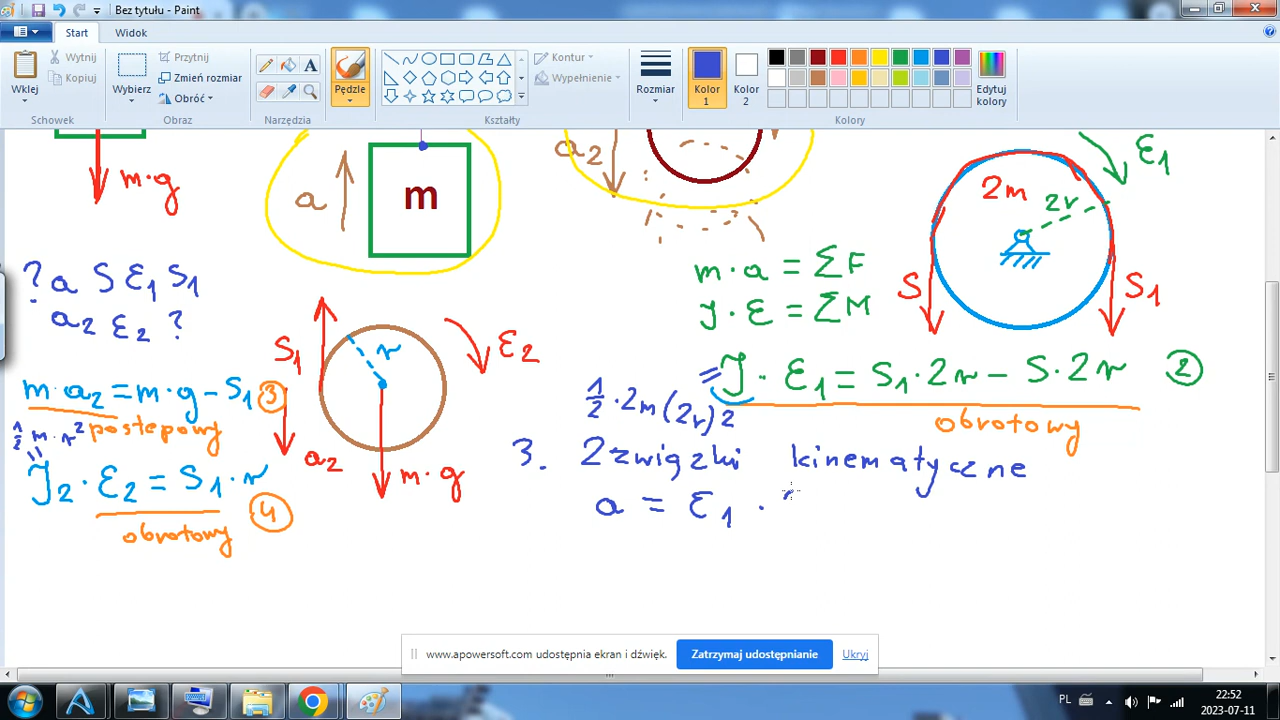 Bez tytułu - Paint
Start
Widok
Wklej
Wytnij
Kopiuj
Schowek
Wybierz
Przytnij
Zmień rozmiar
Obróć
Obraz
A
Narzędzia
Pędzle
Kontur
Wypełnienie
Kształty
Rozmiar
Kolor 1
Kolor 2
Edytuj kolory
Kolory
m·g
a
m
a2
2m
2r
ε1
S
S1
? a S ε1 S1
a2 ε2 ?
m·a = ΣF
J·ε = ΣM
S1
r
ε2
a2
m·g
m·a2 = m·g - S1 3
postępowy
1/2 m·r²
J2·ε2 = S1·r
obrotowy 4
= J·ε1 = S1·2r - S·2r 2
1/2·2m(2r)2
obrotowy
3. 2 związki kinematyczne
a = ε1 ·
www.apowersoft.com udostępnia ekran i dźwięk.
Zatrzymaj udostępnianie
Ukryj
PL
22:52
2023-07-11